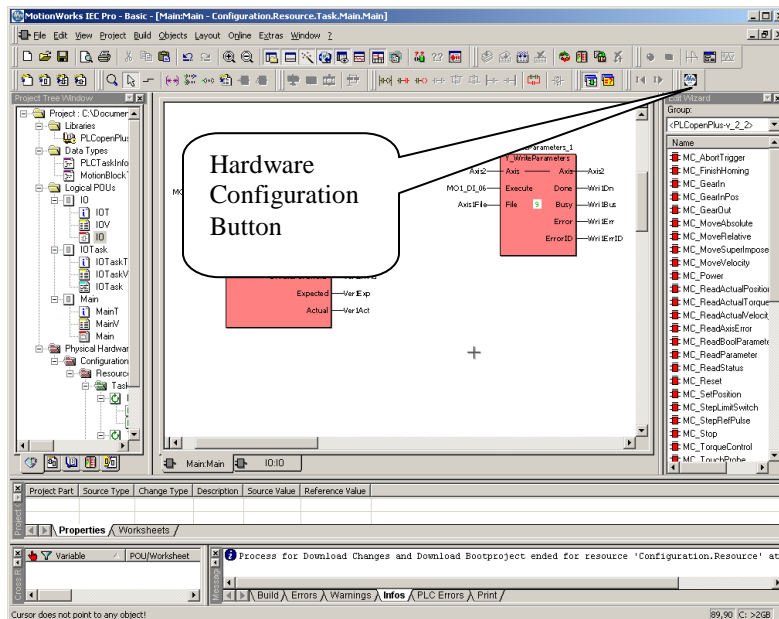 MotionWorks IEC Pro - Basic - [Main:Main - Configuration.Resource.Task.Main.Main]
File Edit View Project Build Objects Layout Online Extras Window ?
Project Tree Window
Project : C:\Documen
Libraries
PLCopenPlus
Data Types
PLCTaskInfo
MotionBlock
Logical POUs
IO
IOT
IOV
IO
IOTask
IOTaskT
IOTaskV
IOTask
Main
MainT
MainV
Main
Physical Hardwar
Configuration
Resourc
Task
Hardware
Configuration
Button
Parameters_1
Y_WriteParameters
Axis2 Axis Axis Axis2
MO1_DI_06 Execute Done Wri1Dn
Axis1File File 9 Busy Wri1Bus
Error Wri1Err
ErrorID Wri1ErrID
Expected Ver1Exp
Actual Ver1Act
Main:Main IO:IO
Edit Wizard
Group:
<PLCopenPlus-v_2_2>
Name
MC_AbortTrigger
MC_FinishHoming
MC_GearIn
MC_GearInPos
MC_GearOut
MC_MoveAbsolute
MC_MoveRelative
MC_MoveSuperImpose
MC_MoveVelocity
MC_Power
MC_ReadActualPositio
MC_ReadActualTorque
MC_ReadActualVelocit
MC_ReadAxisError
MC_ReadBoolParamete
MC_ReadParameter
MC_ReadStatus
MC_Reset
MC_SetPosition
MC_StepLimitSwitch
MC_StepRefPulse
MC_Stop
MC_TorqueControl
MC_TouchProbe
Project Part Source Type Change Type Description Source Value Reference Value
Properties Worksheets
Variable POU/Worksheet
Process for Download Changes and Download Bootproject ended for resource 'Configuration.Resource' at
Build Errors Warnings Infos PLC Errors Print
Cursor does not point to any object!
89,90 C: >2GB